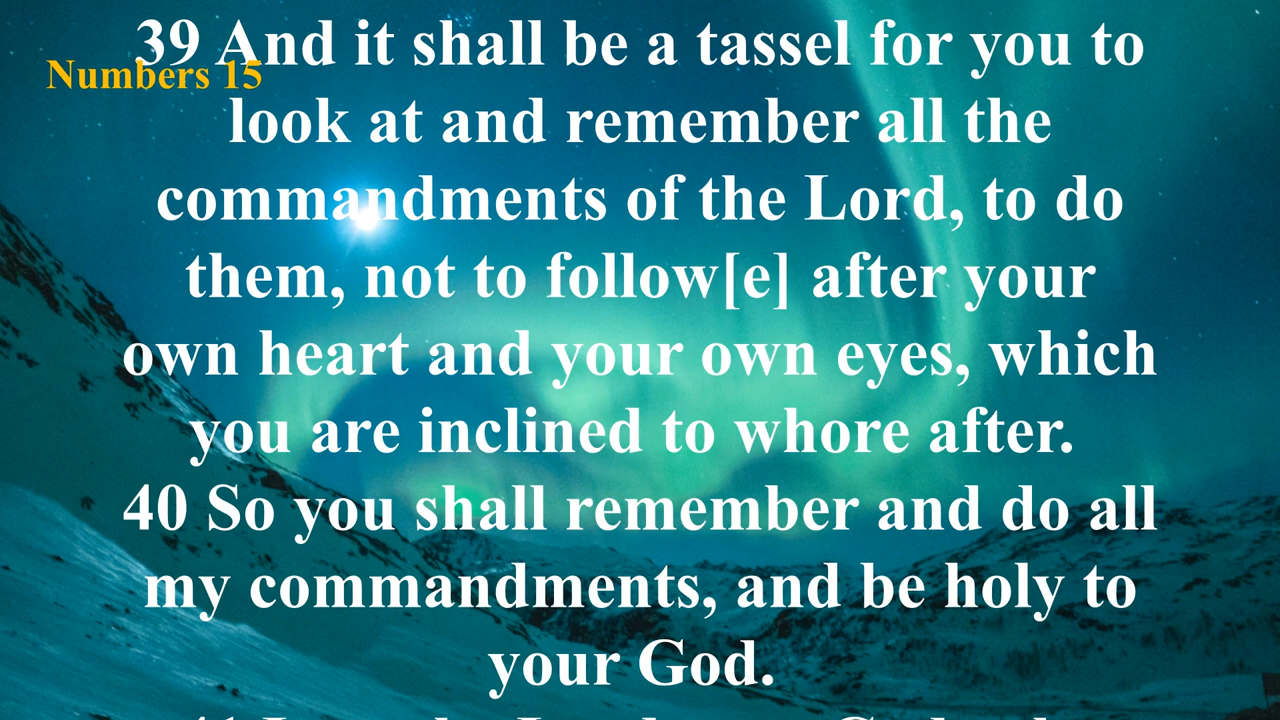 39 And it shall be a tassel for you to
Numbers 15
look at and remember all the
commandments of the Lord, to do
them, not to follow[e] after your
own heart and your own eyes, which
you are inclined to whore after.
40 So you shall remember and do all
my commandments, and be holy to
your God.